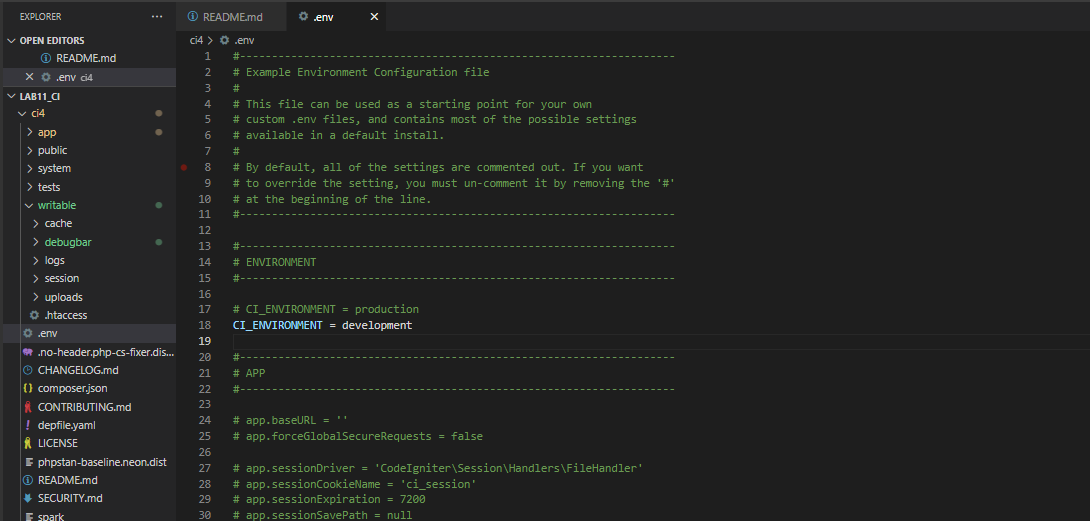 EXPLORER ···
README.md
.env
OPEN EDITORS
README.md
.env ci4
LAB11_CI
ci4
app
public
system
tests
writable
cache
debugbar
logs
session
uploads
.htaccess
.env
.no-header.php-cs-fixer.dis...
CHANGELOG.md
composer.json
CONTRIBUTING.md
depfile.yaml
LICENSE
phpstan-baseline.neon.dist
README.md
SECURITY.md
spark
ci4 > .env
1 #--------------------------------------------------------------------
2 # Example Environment Configuration file
3 #
4 # This file can be used as a starting point for your own
5 # custom .env files, and contains most of the possible settings
6 # available in a default install.
7 #
8 # By default, all of the settings are commented out. If you want
9 # to override the setting, you must un-comment it by removing the '#'
10 # at the beginning of the line.
11 #--------------------------------------------------------------------
12
13 #--------------------------------------------------------------------
14 # ENVIRONMENT
15 #--------------------------------------------------------------------
16
17 # CI_ENVIRONMENT = production
18 CI_ENVIRONMENT = development
19
20 #--------------------------------------------------------------------
21 # APP
22 #--------------------------------------------------------------------
23
24 # app.baseURL = ''
25 # app.forceGlobalSecureRequests = false
26
27 # app.sessionDriver = 'CodeIgniter\Session\Handlers\FileHandler'
28 # app.sessionCookieName = 'ci_session'
29 # app.sessionExpiration = 7200
30 # app.sessionSavePath = null